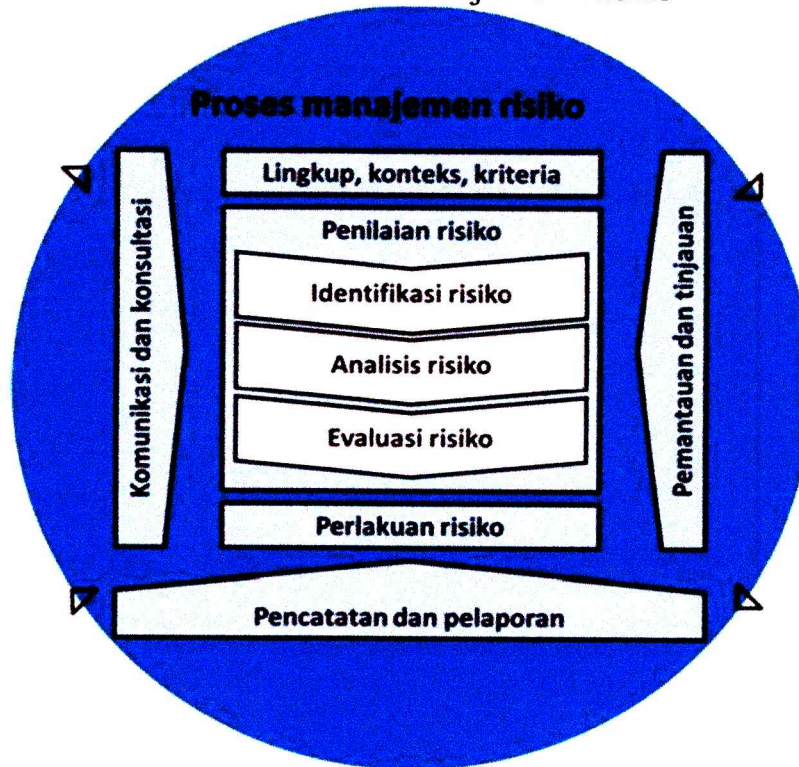 Proses manajemen risiko
Lingkup, konteks, kriteria
Penilaian risiko
Identifikasi risiko
Analisis risiko
Evaluasi risiko
Perlakuan risiko
Komunikasi dan konsultasi
Pemantauan dan tinjauan
Pencatatan dan pelaporan